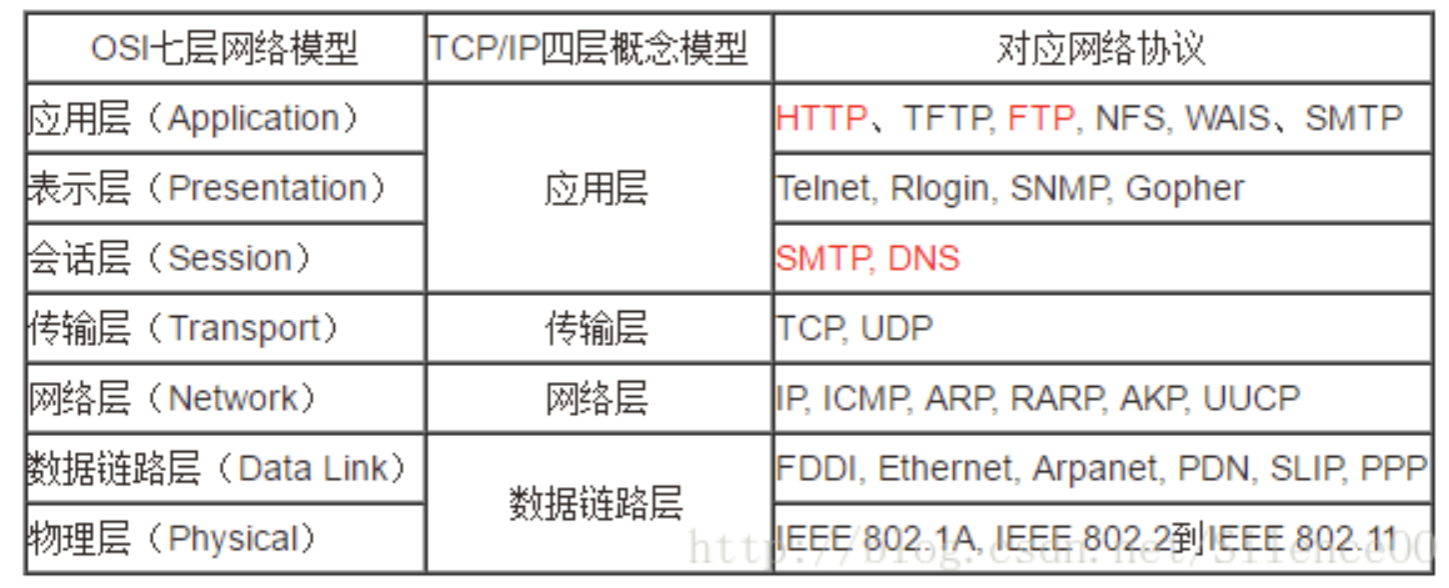 OSI七层网络模型 TCP/IP四层概念模型 对应网络协议
应用层（Application） HTTP、TFTP, FTP, NFS, WAIS、SMTP
表示层（Presentation） 应用层 Telnet, Rlogin, SNMP, Gopher
会话层（Session） SMTP, DNS
传输层（Transport） 传输层 TCP, UDP
网络层（Network） 网络层 IP, ICMP, ARP, RARP, AKP, UUCP
数据链路层（Data Link） FDDI, Ethernet, Arpanet, PDN, SLIP, PPP
数据链路层
物理层（Physical） IEEE 802.1A, IEEE 802.2到IEEE 802.11
http://blog.csdn.net/Silence00